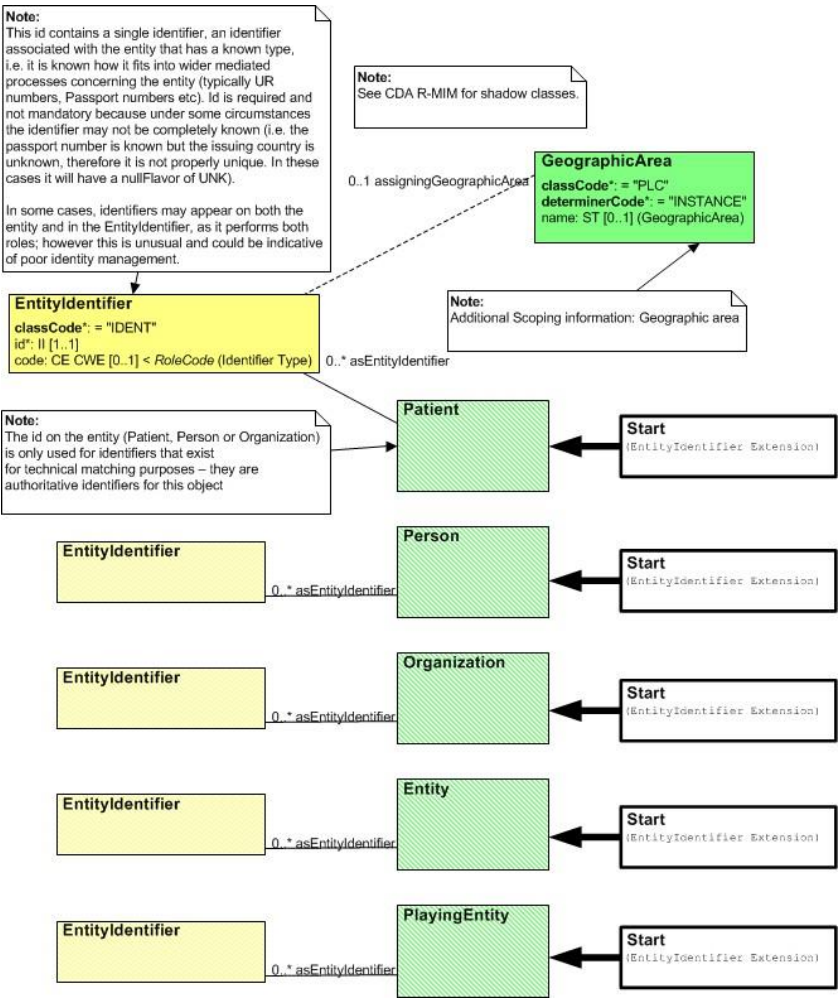 Note:
This id contains a single identifier, an identifier
associated with the entity that has a known type,
i.e. it is known how it fits into wider mediated
processes concerning the entity (typically UR
numbers, Passport numbers etc). Id is required and
not mandatory because under some circumstances
the identifier may not be completely known (i.e. the
passport number is known but the issuing country is
unknown, therefore it is not properly unique. In these
cases it will have a nullFlavor of UNK).
In some cases, identifiers may appear on both the
entity and in the EntityIdentifier, as it performs both
roles; however this is unusual and could be indicative
of poor identity management.
Note:
See CDA R-MIM for shadow classes.
0..1 assigningGeographicArea
GeographicArea
classCode*: = "PLC"
determinerCode*: = "INSTANCE"
name: ST [0..1] (GeographicArea)
Note:
Additional Scoping information: Geographic area
EntityIdentifier
classCode*: = "IDENT"
id*: II [1..1]
code: CE CWE [0..1] < RoleCode (Identifier Type)
0..* asEntityIdentifier
Note:
The id on the entity (Patient, Person or Organization)
is only used for identifiers that exist
for technical matching purposes – they are
authoritative identifiers for this object
Patient
Start
(EntityIdentifier Extension)
EntityIdentifier
0..* asEntityIdentifier
Person
Start
(EntityIdentifier Extension)
EntityIdentifier
0..* asEntityIdentifier
Organization
Start
(EntityIdentifier Extension)
EntityIdentifier
0..* asEntityIdentifier
Entity
Start
(EntityIdentifier Extension)
EntityIdentifier
0..* asEntityIdentifier
PlayingEntity
Start
(EntityIdentifier Extension)